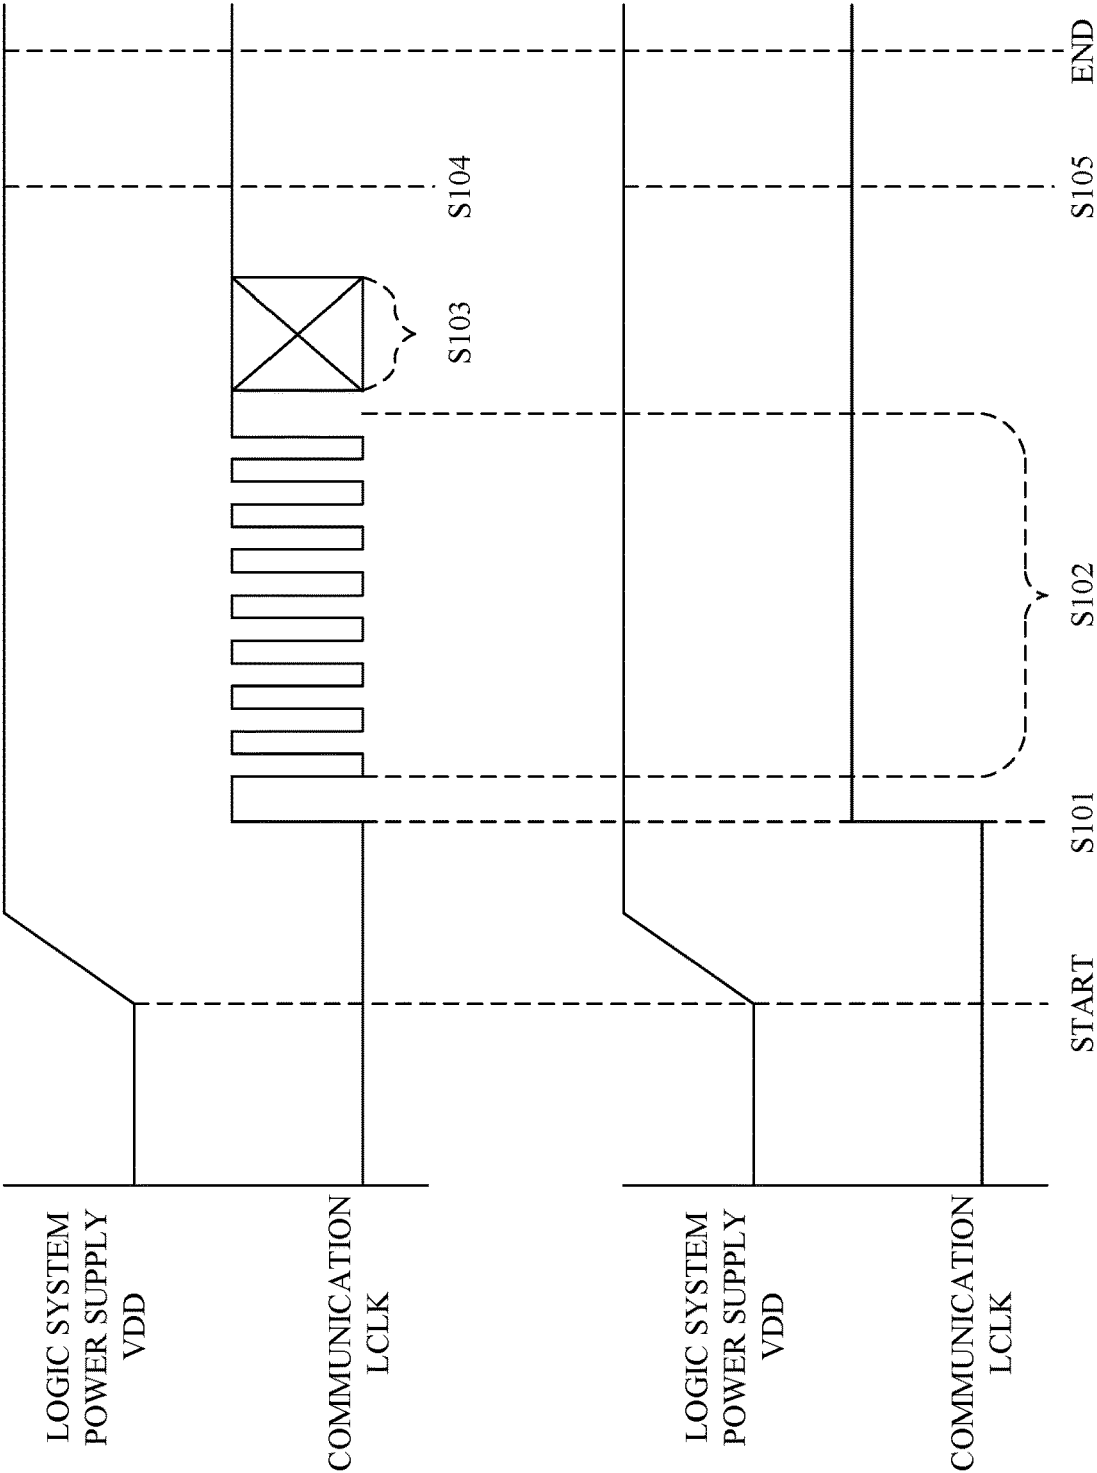 LOGIC SYSTEM
POWER SUPPLY
VDD
COMMUNICATION
LCLK
S103
S104
LOGIC SYSTEM
POWER SUPPLY
VDD
COMMUNICATION
LCLK
START
S101
S102
S105
END